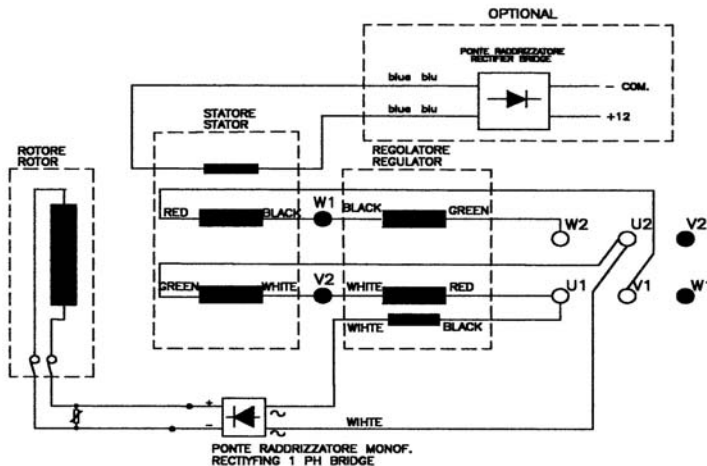 OPTIONAL
PONTE RADDRIZZATORE
RECTIFIER BRIDGE
blue blu
- COM.
blue blu
+12
STATORE
STATOR
ROTORE
ROTOR
REGOLATORE
REGULATOR
RED
BLACK
W1
BLACK
GREEN
W2
U2
V2
GREEN
WHITE
V2
WHITE
RED
U1
V1
W1
WIHTE
BLACK
+
-
WIHTE
PONTE RADDRIZZATORE MONOF.
RECTIYFING 1 PH BRIDGE